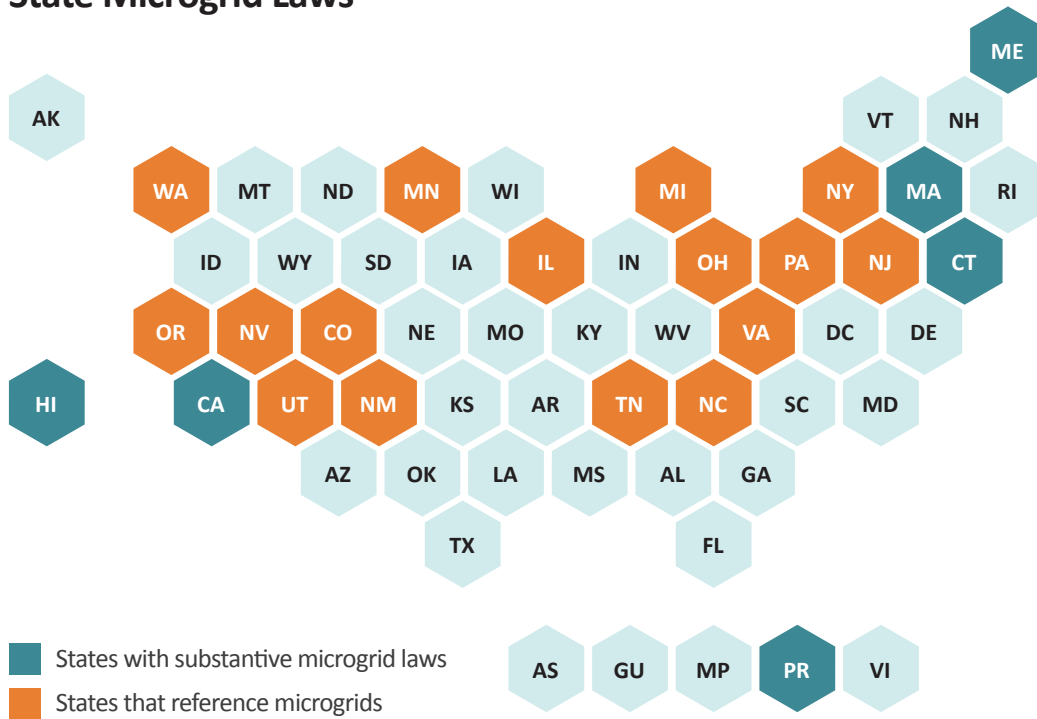 State Microgrid Laws
ME
AK VT NH
WA MT ND MN WI MI NY MA RI
ID WY SD IA IL IN OH PA NJ CT
OR NV CO NE MO KY WV VA DC DE
HI CA UT NM KS AR TN NC SC MD
AZ OK LA MS AL GA
TX FL
States with substantive microgrid laws
AS GU MP PR VI
States that reference microgrids